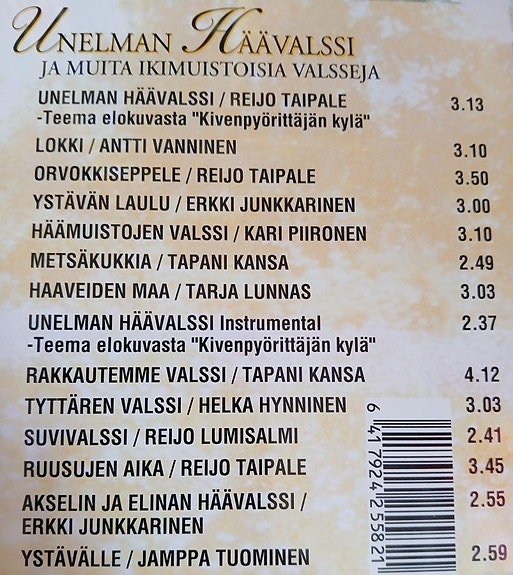 UNELMAN HÄÄVALSSI
JA MUITA IKIMUISTOISIA VALSSEJA
UNELMAN HÄÄVALSSI / REIJO TAIPALE 3.13
-Teema elokuvasta "Kivenpyörittäjän kylä"
LOKKI / ANTTI VANNINEN 3.10
ORVOKKISEPPELE / REIJO TAIPALE 3.50
YSTÄVÄN LAULU / ERKKI JUNKKARINEN 3.00
HÄÄMUISTOJEN VALSSI / KARI PIIRONEN 3.10
METSÄKUKKIA / TAPANI KANSA 2.49
HAAVEIDEN MAA / TARJA LUNNAS 3.03
UNELMAN HÄÄVALSSI Instrumental 2.37
-Teema elokuvasta "Kivenpyörittäjän kylä"
RAKKAUTEMME VALSSI / TAPANI KANSA 4.12
TYTTÄREN VALSSI / HELKA HYNNINEN 3.03
SUVIVALSSI / REIJO LUMISALMI 2.41
RUUSUJEN AIKA / REIJO TAIPALE 3.45
AKSELIN JA ELINAN HÄÄVALSSI / 2.55
ERKKI JUNKKARINEN
YSTÄVÄLLE / JAMPPA TUOMINEN 2.59
6 417924 255821